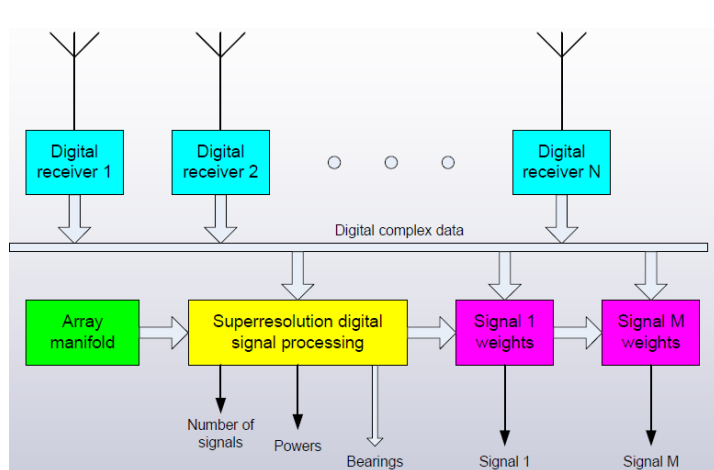 Digital
receiver 1
Digital
receiver 2
Digital
receiver N
Digital complex data
Array
manifold
Superresolution digital
signal processing
Signal 1
weights
Signal M
weights
Number of
signals
Powers
Bearings
Signal 1
Signal M